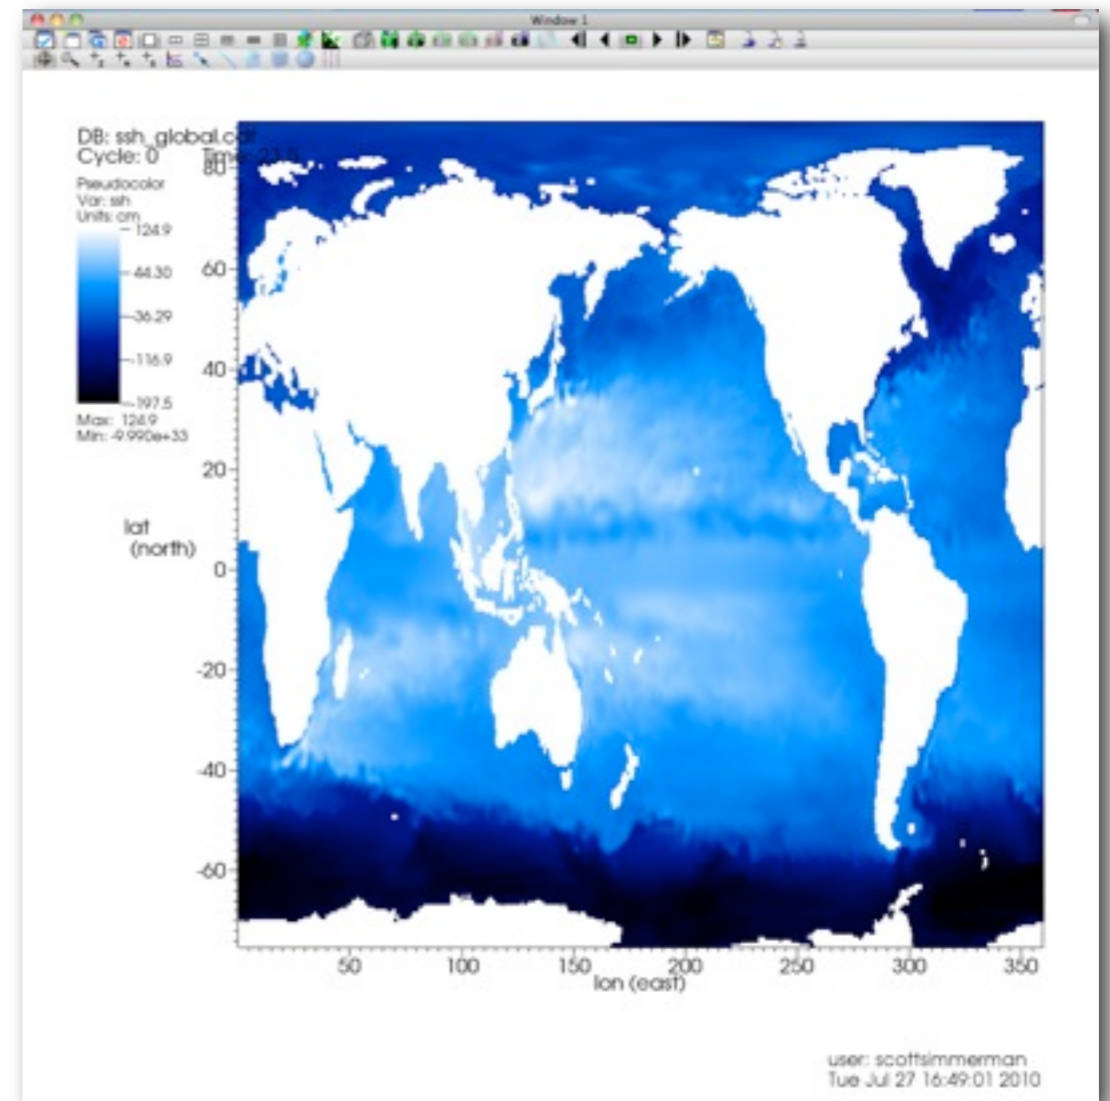 Window 1
DB: ssh_global.cdf
Cycle: 0 Time: 23.5
Pseudocolor
Var: ssh
Units: cm
124.9
44.30
-36.29
-116.9
-197.5
Max: 124.9
Min: -9.990e+33
80
60
40
20
0
-20
-40
-60
lat
(north)
50 100 150 200 250 300 350
lon (east)
user: scottsimmerman
Tue Jul 27 16:49:01 2010